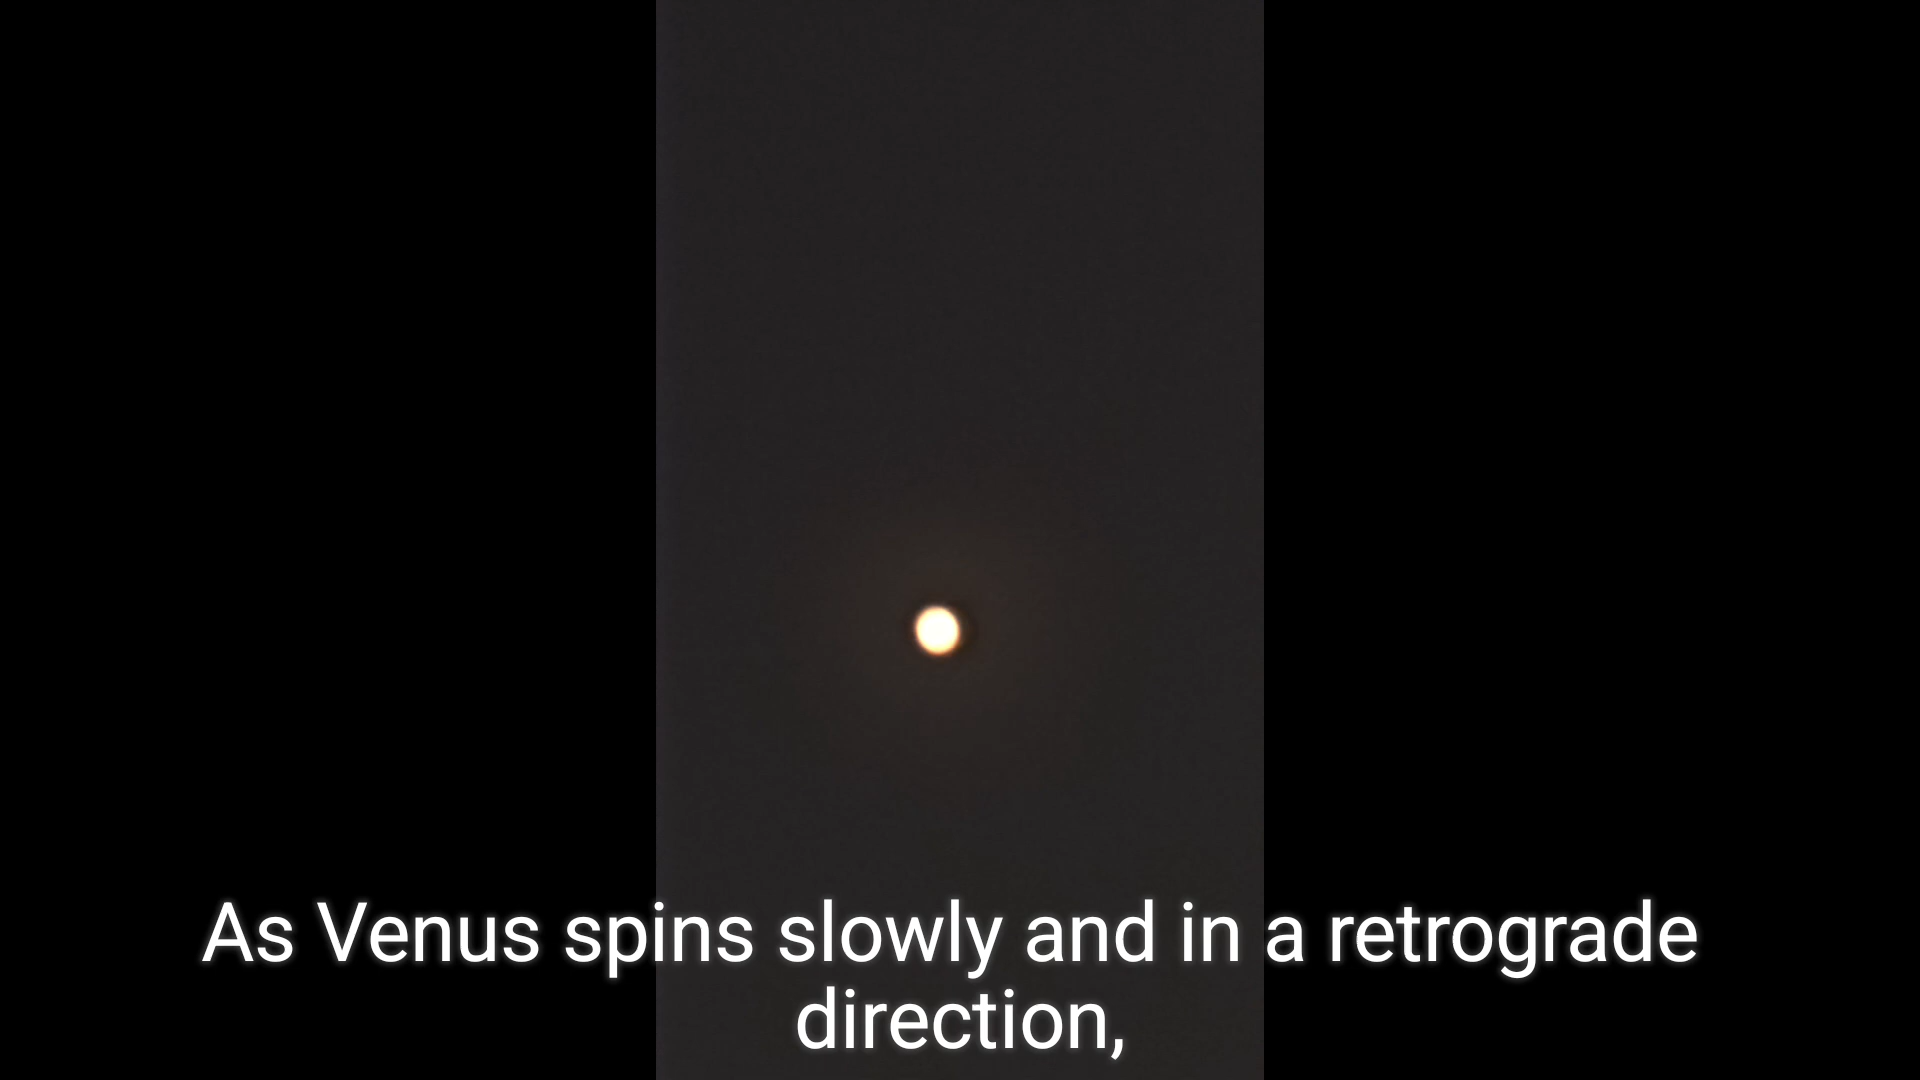 As Venus spins slowly and in a retrograde
direction,